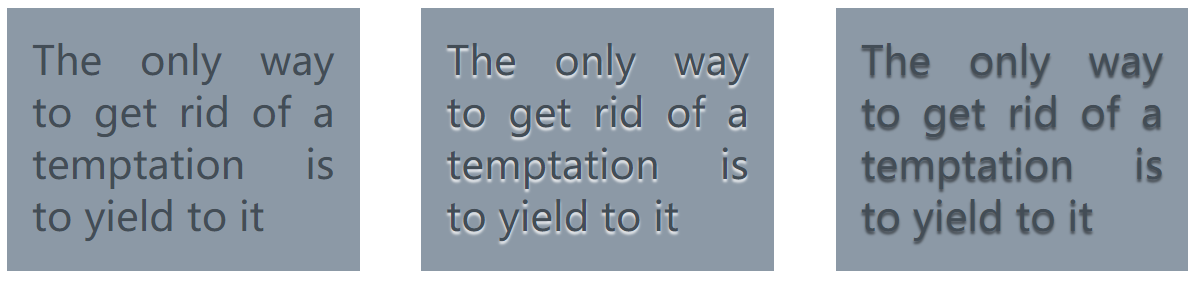 The only way
to get rid of a
temptation is
to yield to it
The only way
to get rid of a
temptation is
to yield to it
The only way
to get rid of a
temptation is
to yield to it